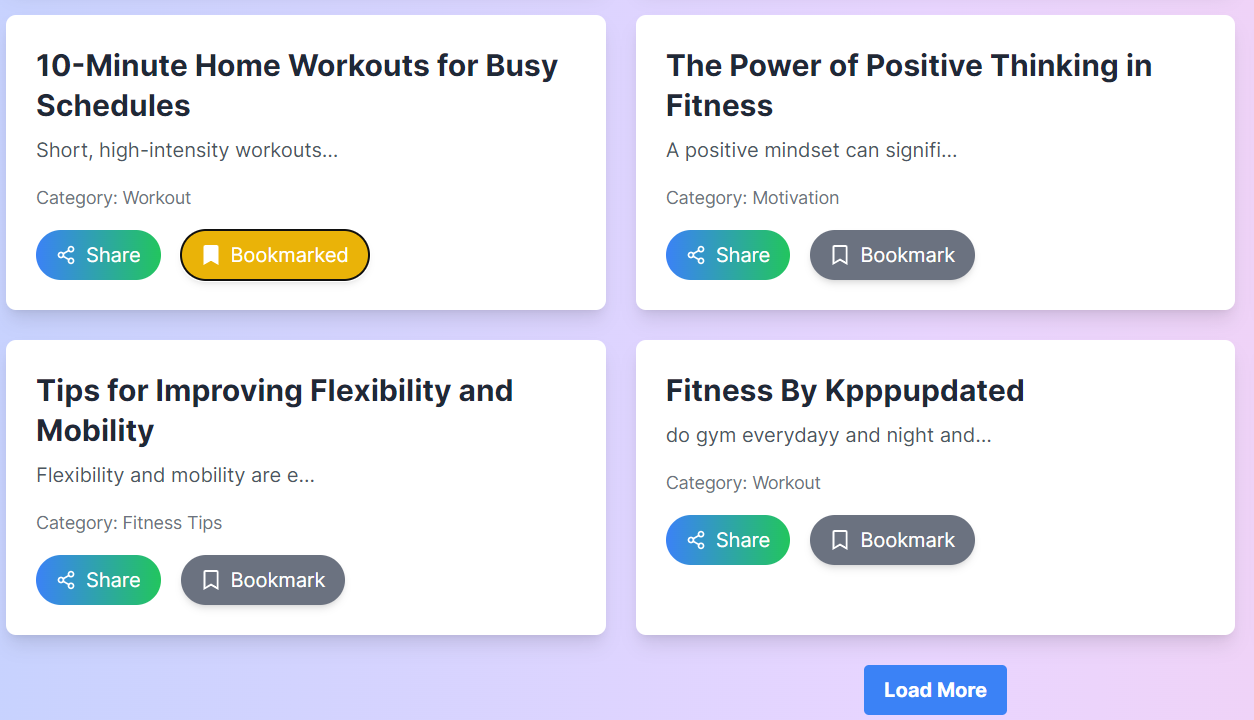 10-Minute Home Workouts for Busy
Schedules
Short, high-intensity workouts...
Category: Workout
Share
Bookmarked
The Power of Positive Thinking in
Fitness
A positive mindset can signifi...
Category: Motivation
Share
Bookmark
Tips for Improving Flexibility and
Mobility
Flexibility and mobility are e...
Category: Fitness Tips
Share
Bookmark
Fitness By Kpppupdated
do gym everydayy and night and...
Category: Workout
Share
Bookmark
Load More